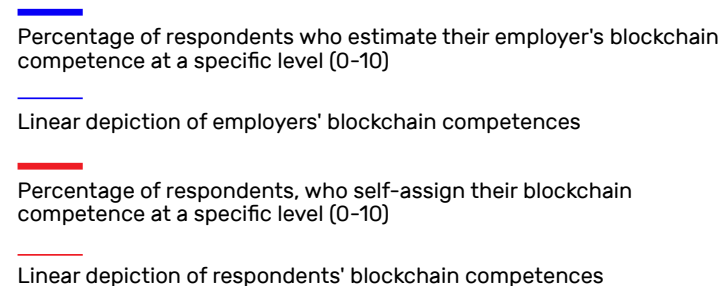 Percentage of respondents who estimate their employer's blockchain
competence at a specific level (0-10)
Linear depiction of employers' blockchain competences
Percentage of respondents, who self-assign their blockchain
competence at a specific level (0-10)
Linear depiction of respondents' blockchain competences